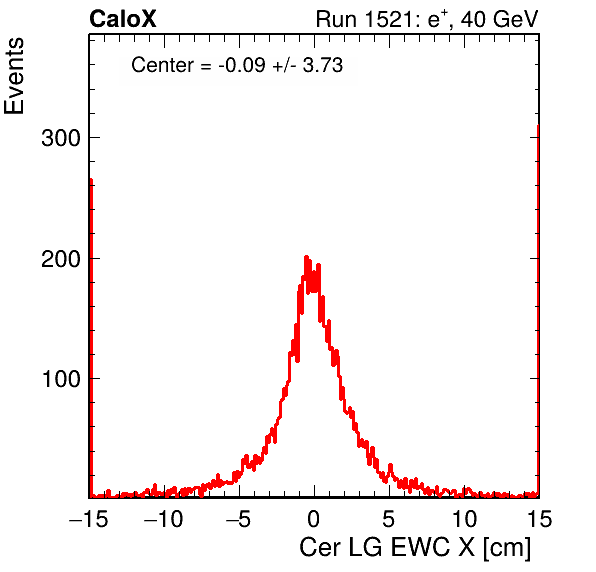 CaloX
Run 1521: e+, 40 GeV
Center = -0.09 +/- 3.73
Events
300
200
100
−15 −10 −5 0 5 10 15
Cer LG EWC X [cm]